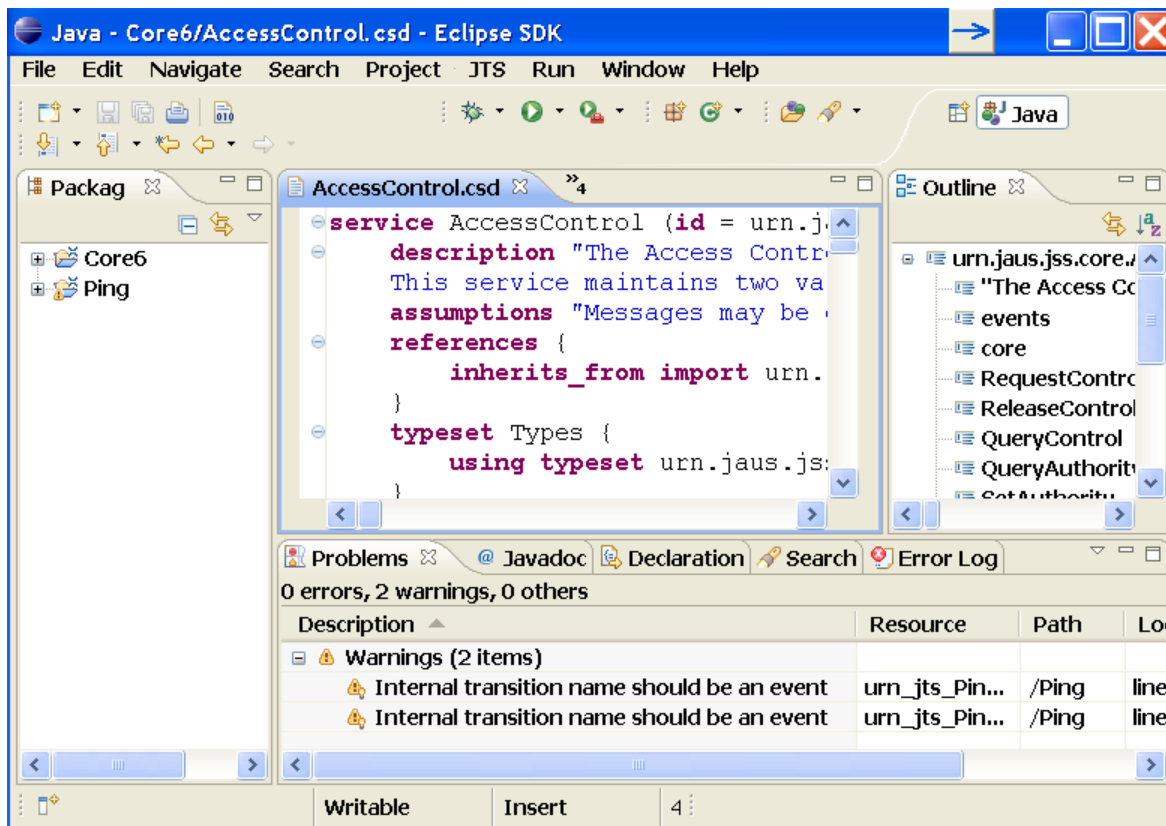 Java - Core6/AccessControl.csd - Eclipse SDK
File Edit Navigate Search Project JTS Run Window Help
010
Java
Packag
Core6
Ping
AccessControl.csd
»4
service AccessControl (id = urn.j
description "The Access Contr
This service maintains two va
assumptions "Messages may be
references {
inherits_from import urn.
}
typeset Types {
using typeset urn.jaus.js
}
Outline
urn.jaus.jss.core.
"The Access Co
events
core
RequestContro
ReleaseControl
QueryControl
QueryAuthority
SetAuthority
Problems @ Javadoc Declaration Search Error Log
0 errors, 2 warnings, 0 others
Description Resource Path Loc
Warnings (2 items)
Internal transition name should be an event urn_jts_Pin... /Ping line
Internal transition name should be an event urn_jts_Pin... /Ping line
Writable Insert 4